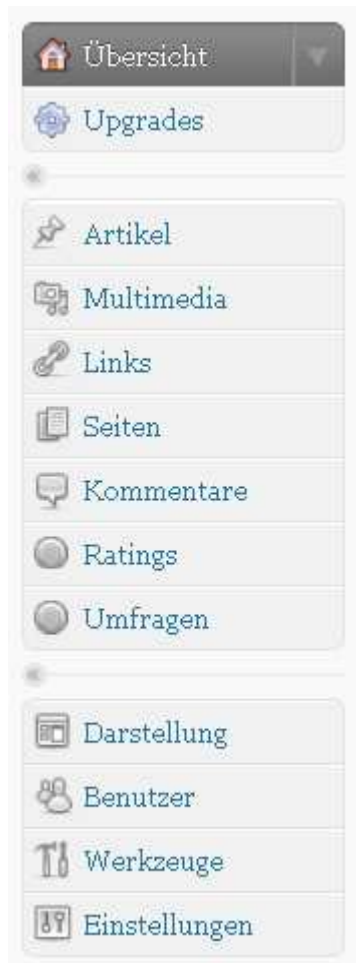 Übersicht
Upgrades
Artikel
Multimedia
Links
Seiten
Kommentare
Ratings
Umfragen
Darstellung
Benutzer
Werkzeuge
Einstellungen